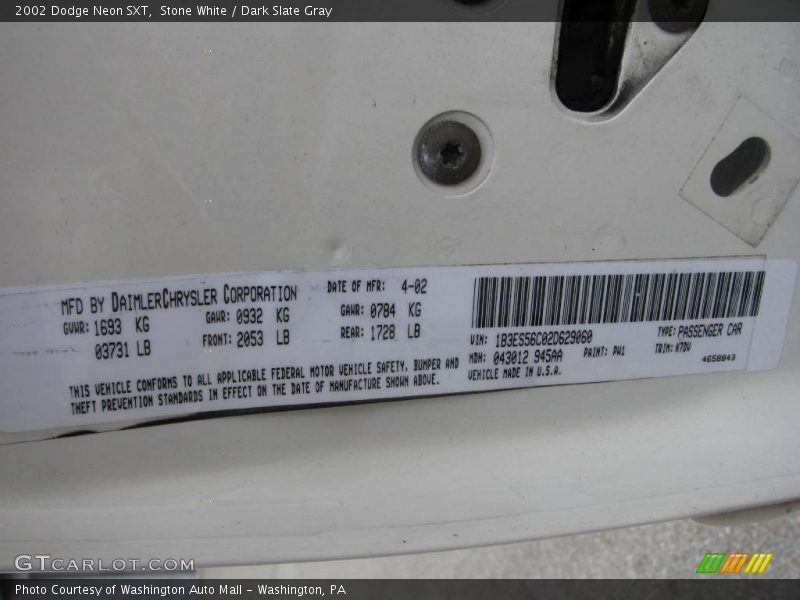 2002 Dodge Neon SXT, Stone White / Dark Slate Gray
MFD BY DAIMLERCHRYSLER CORPORATION DATE OF MFR: 4-02
GVWR: 1693 KG GAWR: 0932 KG GAWR: 0784 KG
03731 LB FRONT: 2053 LB REAR: 1728 LB
THIS VEHICLE CONFORMS TO ALL APPLICABLE FEDERAL MOTOR VEHICLE SAFETY, BUMPER AND
THEFT PREVENTION STANDARDS IN EFFECT ON THE DATE OF MANUFACTURE SHOWN ABOVE.
VIN: 1B3ES56C02D629060 TYPE: PASSENGER CAR
MDH: 043012 945AA PAINT: PW1 TRIM: K7DV
VEHICLE MADE IN U.S.A. 4658843
GTCARLOT.COM
Photo Courtesy of Washington Auto Mall - Washington, PA